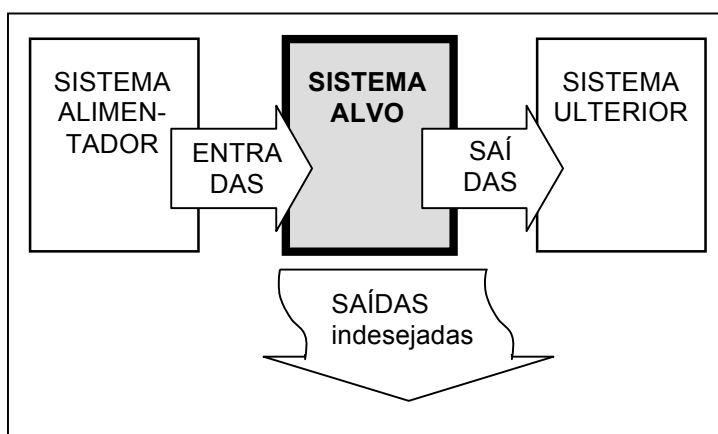 SISTEMA
ALIMEN-
TADOR
ENTRA
DAS
SISTEMA
ALVO
SAÍ
DAS
SISTEMA
ULTERIOR
SAÍDAS
indesejadas